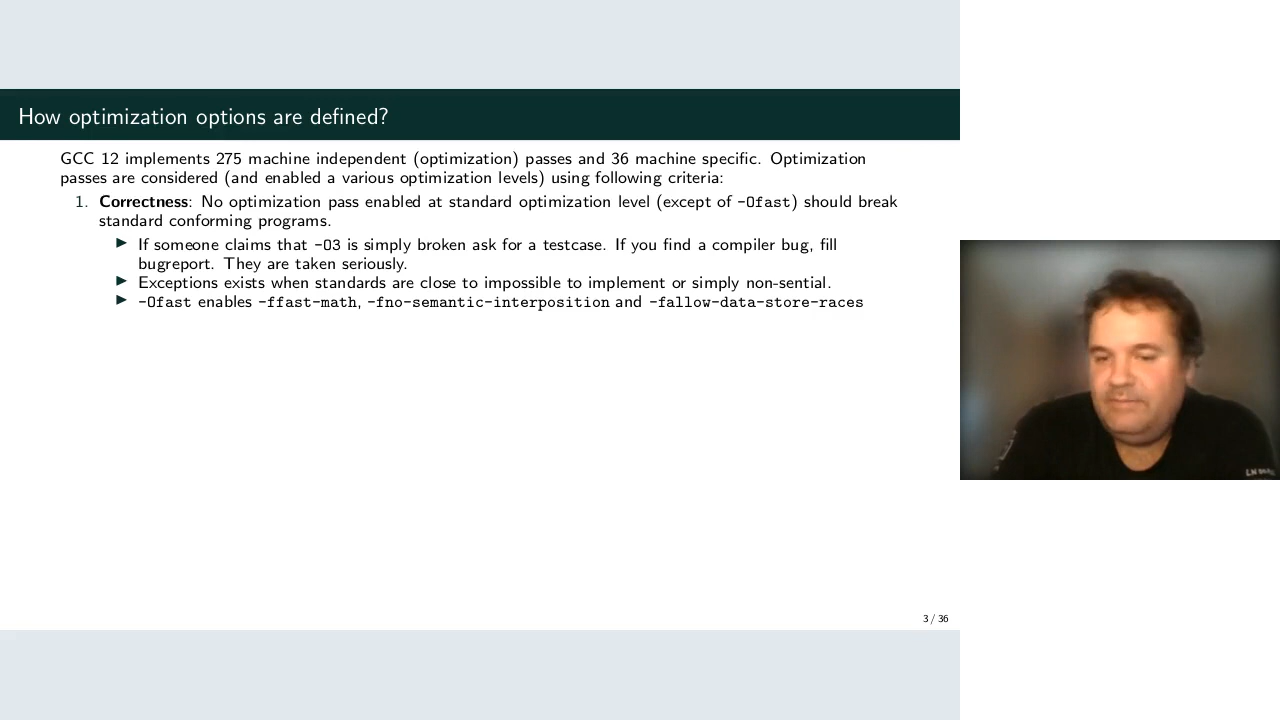 How optimization options are defined?
GCC 12 implements 275 machine independent (optimization) passes and 36 machine specific. Optimization
passes are considered (and enabled a various optimization levels) using following criteria:
1. Correctness: No optimization pass enabled at standard optimization level (except of -Ofast) should break
standard conforming programs.
▶ If someone claims that -O3 is simply broken ask for a testcase. If you find a compiler bug, fill
bugreport. They are taken seriously.
▶ Exceptions exists when standards are close to impossible to implement or simply non-sential.
▶ -Ofast enables -ffast-math, -fno-semantic-interposition and -fallow-data-store-races
3 / 36